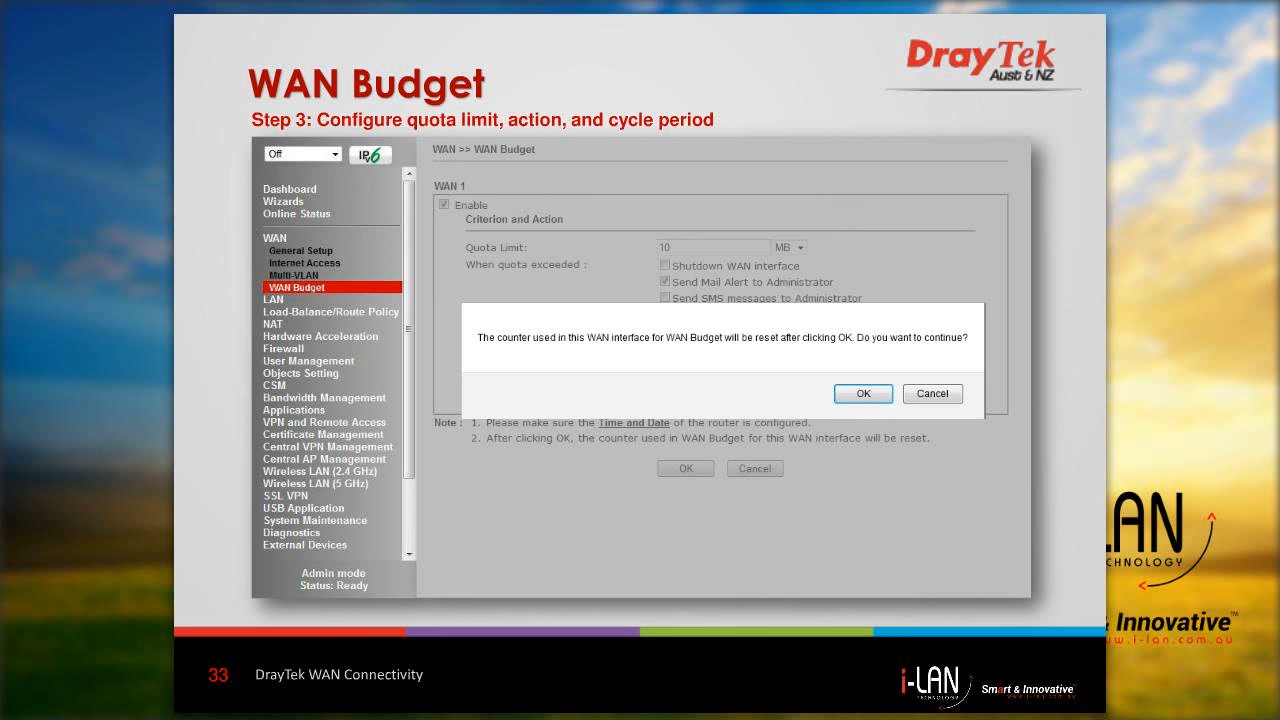 DrayTek
Aust & NZ
WAN Budget
Step 3: Configure quota limit, action, and cycle period
Off
IPv6
Dashboard
Wizards
Online Status
WAN
General Setup
Internet Access
Multi-VLAN
WAN Budget
LAN
Load-Balance/Route Policy
NAT
Hardware Acceleration
Firewall
User Management
Objects Setting
CSM
Bandwidth Management
Applications
VPN and Remote Access
Certificate Management
Central VPN Management
Central AP Management
Wireless LAN (2.4 GHz)
Wireless LAN (5 GHz)
SSL VPN
USB Application
System Maintenance
Diagnostics
External Devices
Admin mode
Status: Ready
WAN >> WAN Budget
WAN 1
Enable
Criterion and Action
Quota Limit: 10 MB
When quota exceeded : Shutdown WAN interface
Send Mail Alert to Administrator
Send SMS messages to Administrator
The counter used in this WAN interface for WAN Budget will be reset after clicking OK. Do you want to continue?
OK Cancel
Note : 1. Please make sure the Time and Date of the router is configured.
2. After clicking OK, the counter used in WAN Budget for this WAN interface will be reset.
OK Cancel
LAN
CHNOLOGY
& Innovative™
w.i-lan.com.au
33 DrayTek WAN Connectivity
i-LAN
TECHNOLOGY
Smart & Innovative